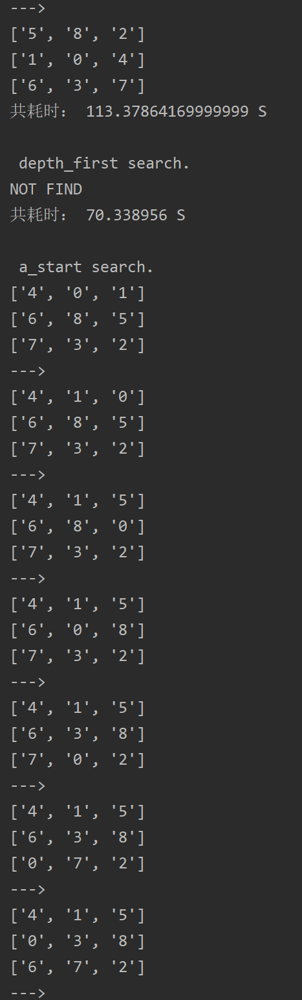 --->
['5', '8', '2']
['1', '0', '4']
['6', '3', '7']
共耗时： 113.37864169999999 S
depth_first search.
NOT FIND
共耗时： 70.338956 S
a_start search.
['4', '0', '1']
['6', '8', '5']
['7', '3', '2']
--->
['4', '1', '0']
['6', '8', '5']
['7', '3', '2']
--->
['4', '1', '5']
['6', '8', '0']
['7', '3', '2']
--->
['4', '1', '5']
['6', '0', '8']
['7', '3', '2']
--->
['4', '1', '5']
['6', '3', '8']
['7', '0', '2']
--->
['4', '1', '5']
['6', '3', '8']
['0', '7', '2']
--->
['4', '1', '5']
['0', '3', '8']
['6', '7', '2']
--->